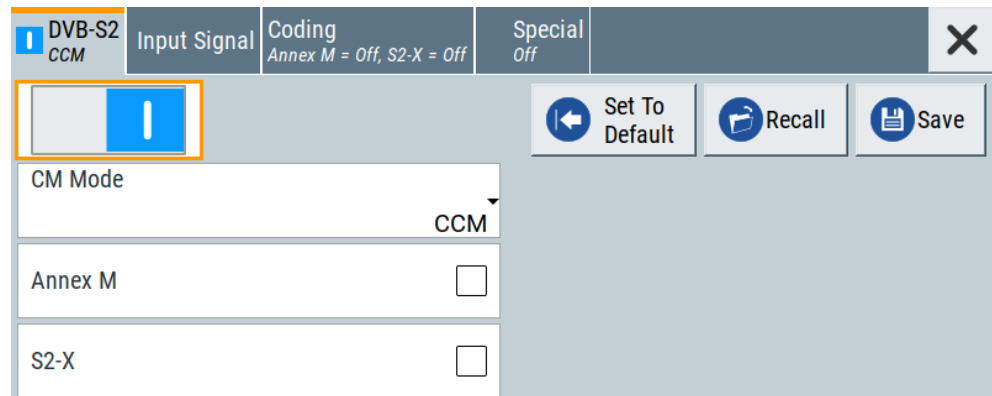 DVB-S2
CCM
Input Signal
Coding
Annex M = Off, S2-X = Off
Special
Off
Set To
Default
Recall
Save
CM Mode
CCM
Annex M
S2-X